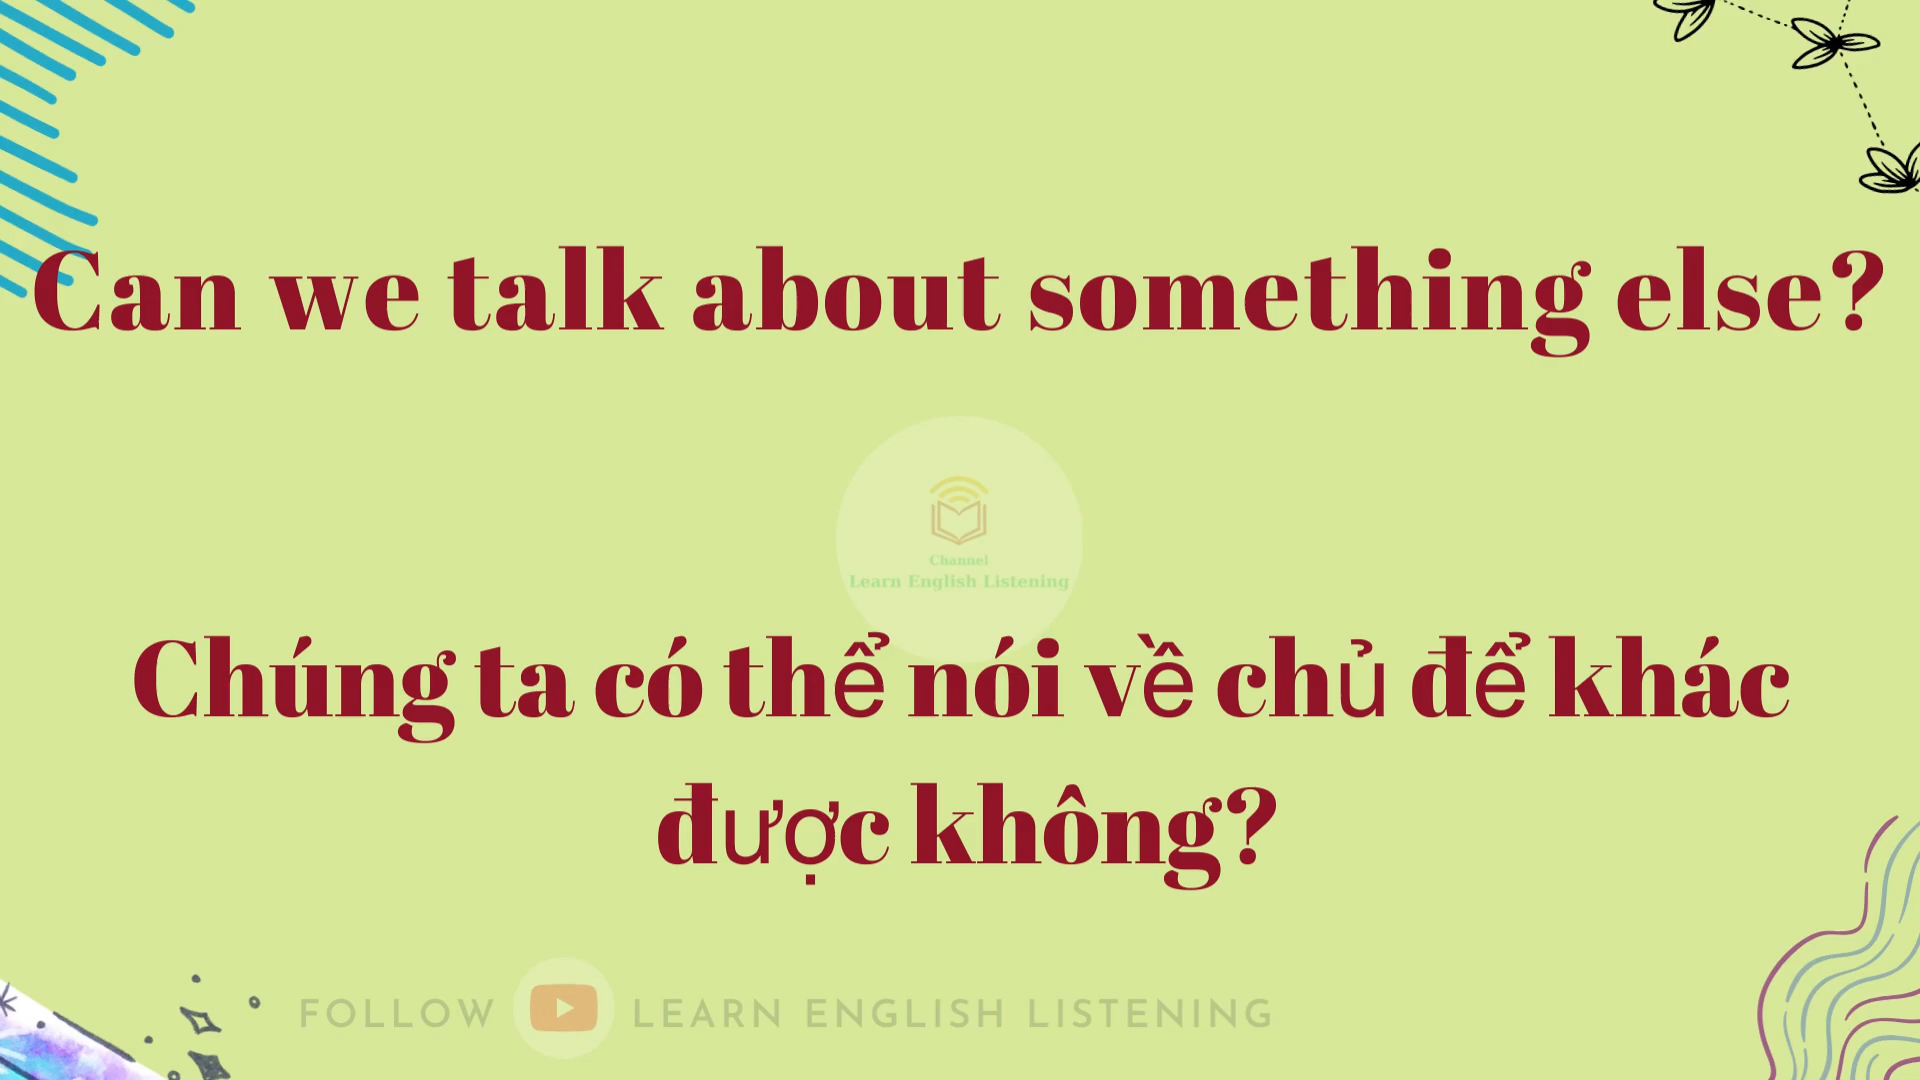 Can we talk about something else?
Channel
Learn English Listening
Chúng ta có thể nói về chủ để khác
được không?
FOLLOW LEARN ENGLISH LISTENING